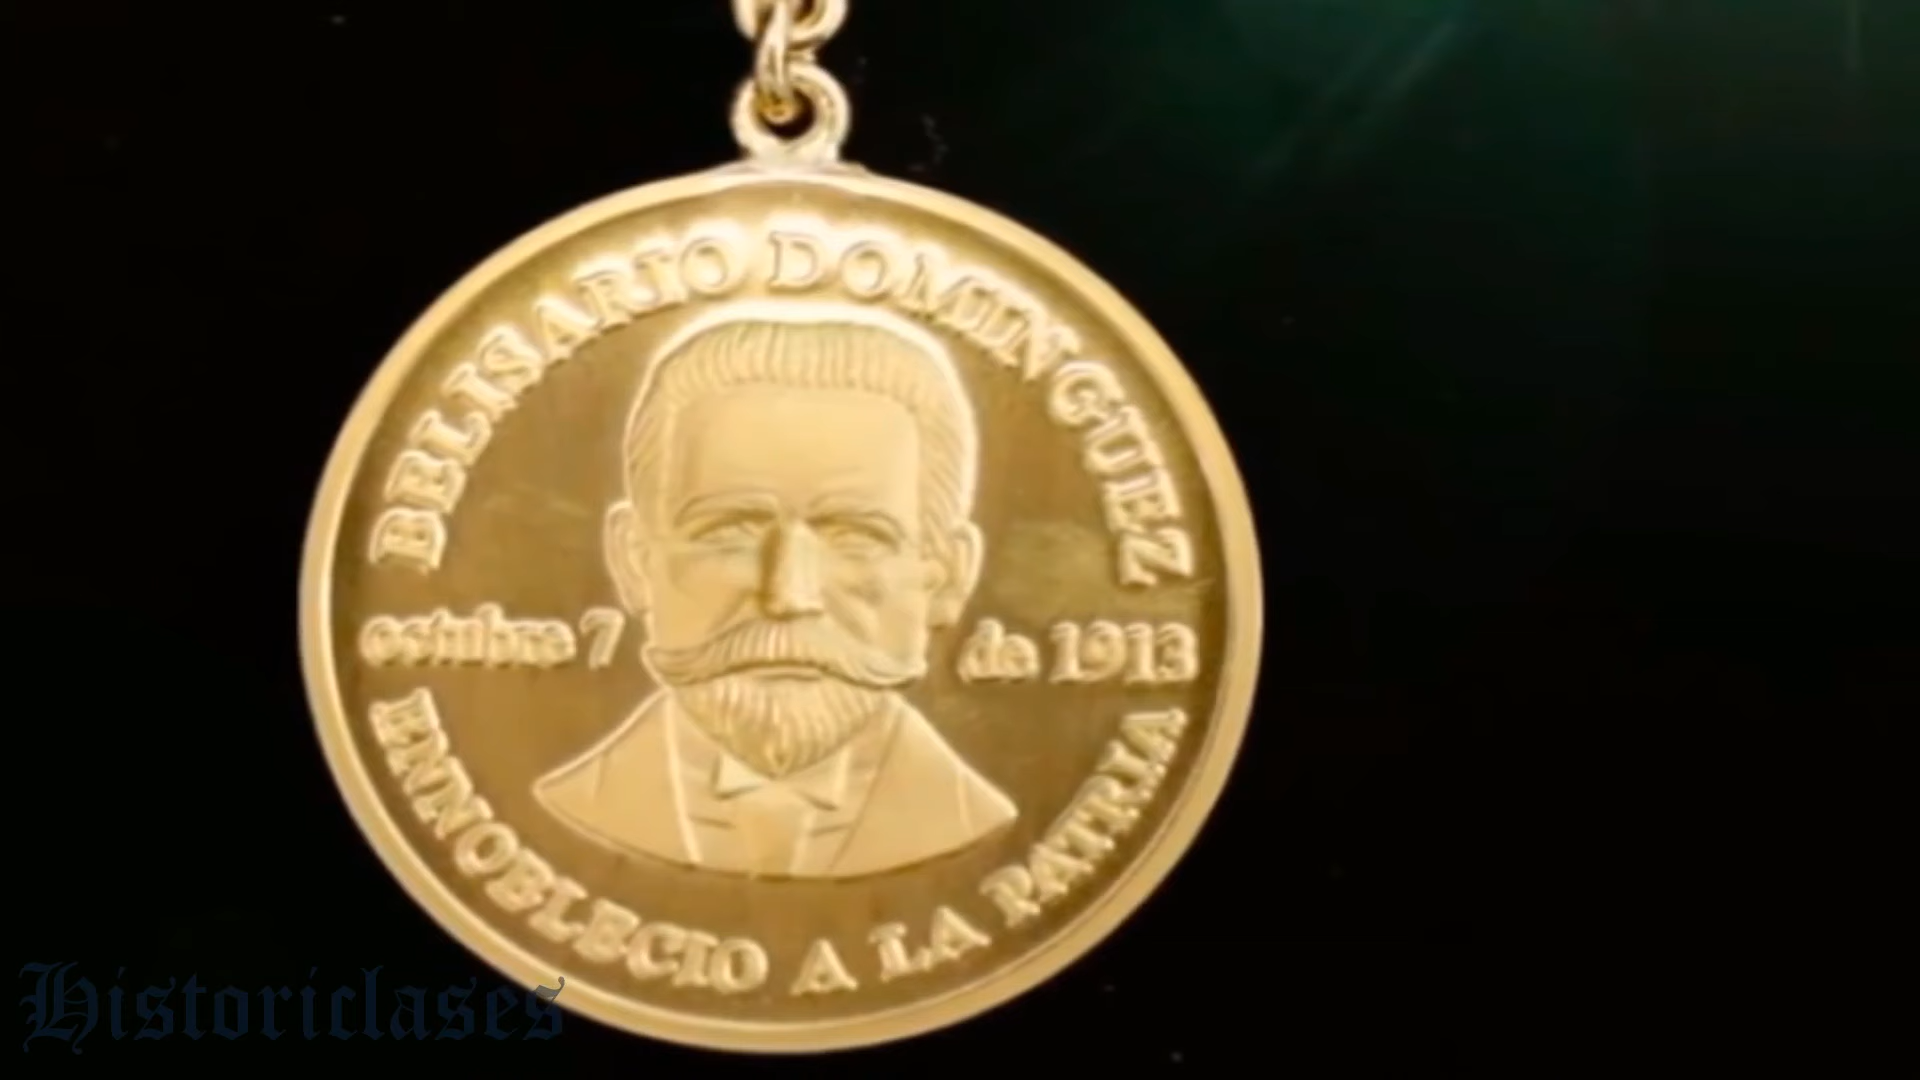 BELISARIO DOMINGUEZ
octubre 7 de 1913
ENNOBLECIO A LA PATRIA
Historiclases